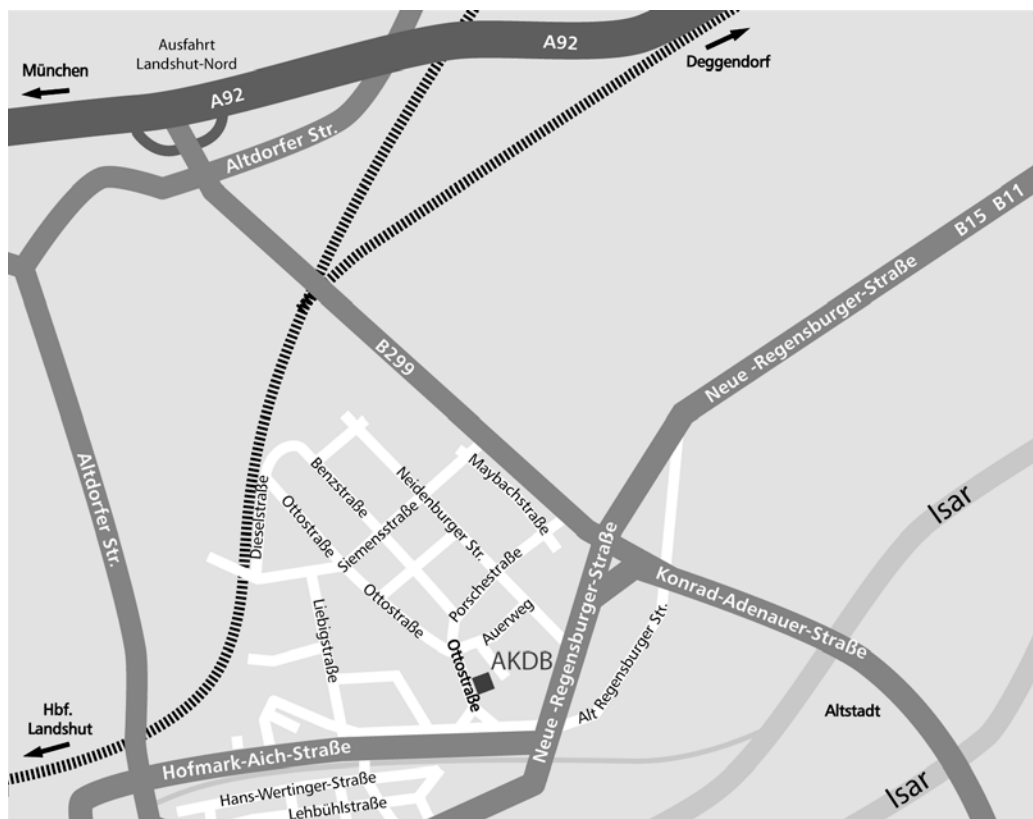 A92
Ausfahrt
Landshut-Nord
München
Deggendorf
A92
Altdorfer Str.
B15 B11
Neue -Regensburger-Straße
B299
Altdorfer Str.
Dieselstraße
Benzstraße
Ottostraße
Siemensstraße
Neidenburger Str.
Maybachstraße
Isar
Ottostraße
Porschestraße
Liebigstraße
Auerweg
Neue -Regensburger-Straße
Konrad-Adenauer-Straße
Ottostraße
AKDB
Alt Regensburger Str.
Hbf.
Landshut
Altstadt
Hofmark-Aich-Straße
Hans-Wertinger-Straße
Lehbühlstraße
Isar